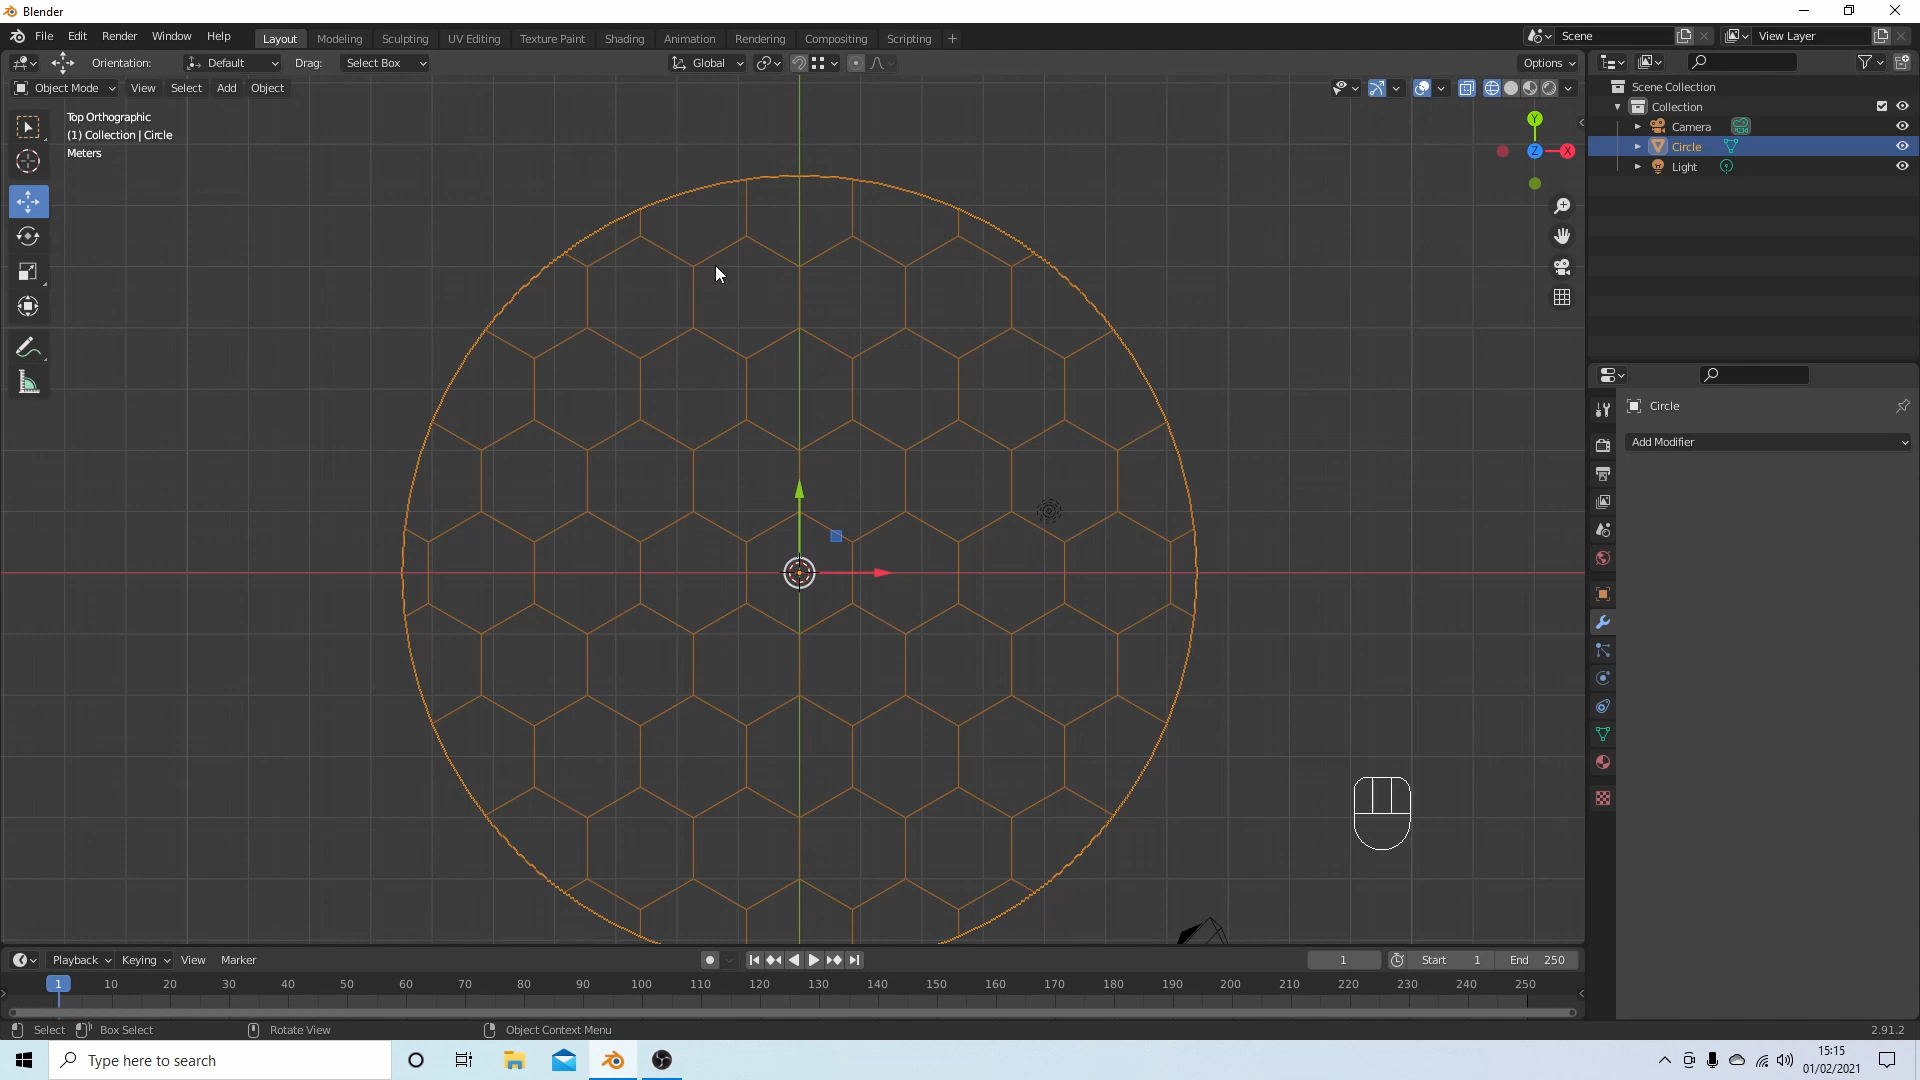 Blender
File Edit Render Window Help Layout Modeling Sculpting UV Editing Texture Paint Shading Animation Rendering Compositing Scripting Scene View Layer
Orientation: Default Drag: Select Box Global Options
Object Mode View Select Add Object
Top Orthographic
(1) Collection | Circle
Meters
Y
Z
X
Scene Collection
Collection
Camera
Circle
Light
Circle
Add Modifier
Playback Keying View Marker 1 Start 1 End 250
1 10 20 30 40 50 60 70 80 90 100 110 120 130 140 150 160 170 180 190 200 210 220 230 240 250
Select Box Select Rotate View Object Context Menu 2.91.2
Type here to search
15:15
01/02/2021